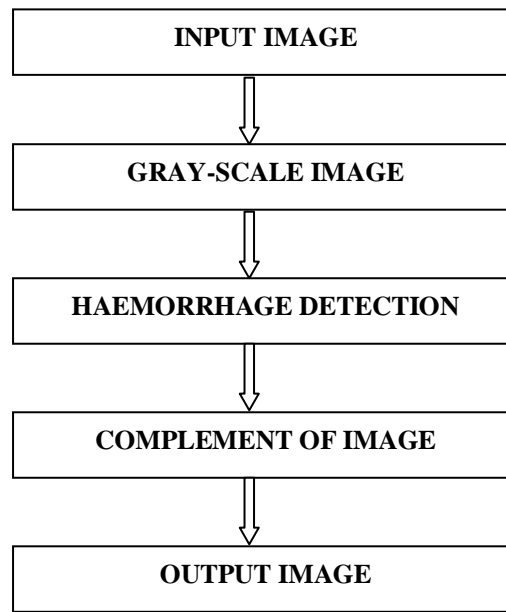 INPUT IMAGE
GRAY-SCALE IMAGE
HAEMORRHAGE DETECTION
COMPLEMENT OF IMAGE
OUTPUT IMAGE